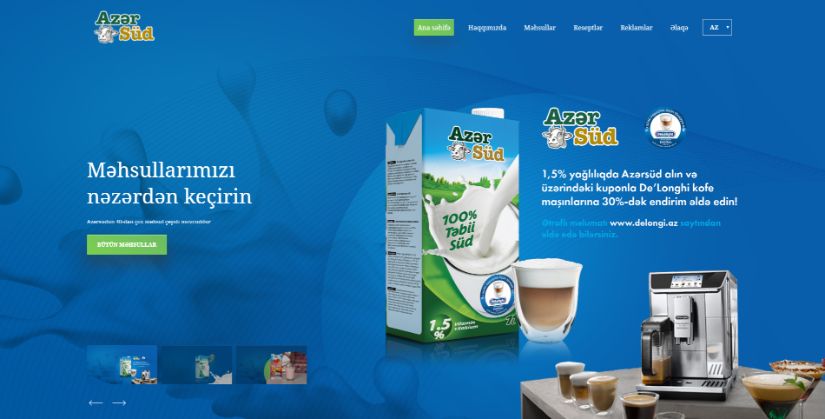 Azər
Süd
Ana səhifə
Haqqımızda
Məhsullar
Reseptlər
Reklamlar
Əlaqə
AZ
Məhsullarımızı
nəzərdən keçirin
BÜTÜN MƏHSULLAR
Azər
Süd
100%
Təbii
Süd
1.5
%
Azər
Süd
1,5% yağlılıqda Azərsüd alın və
üzərindəki kuponla De’Longhi kofe
maşınlarına 30%-dək endirim əldə edin!
Ətraflı məlumatı www.delongi.az saytından
əldə edə bilərsiniz.